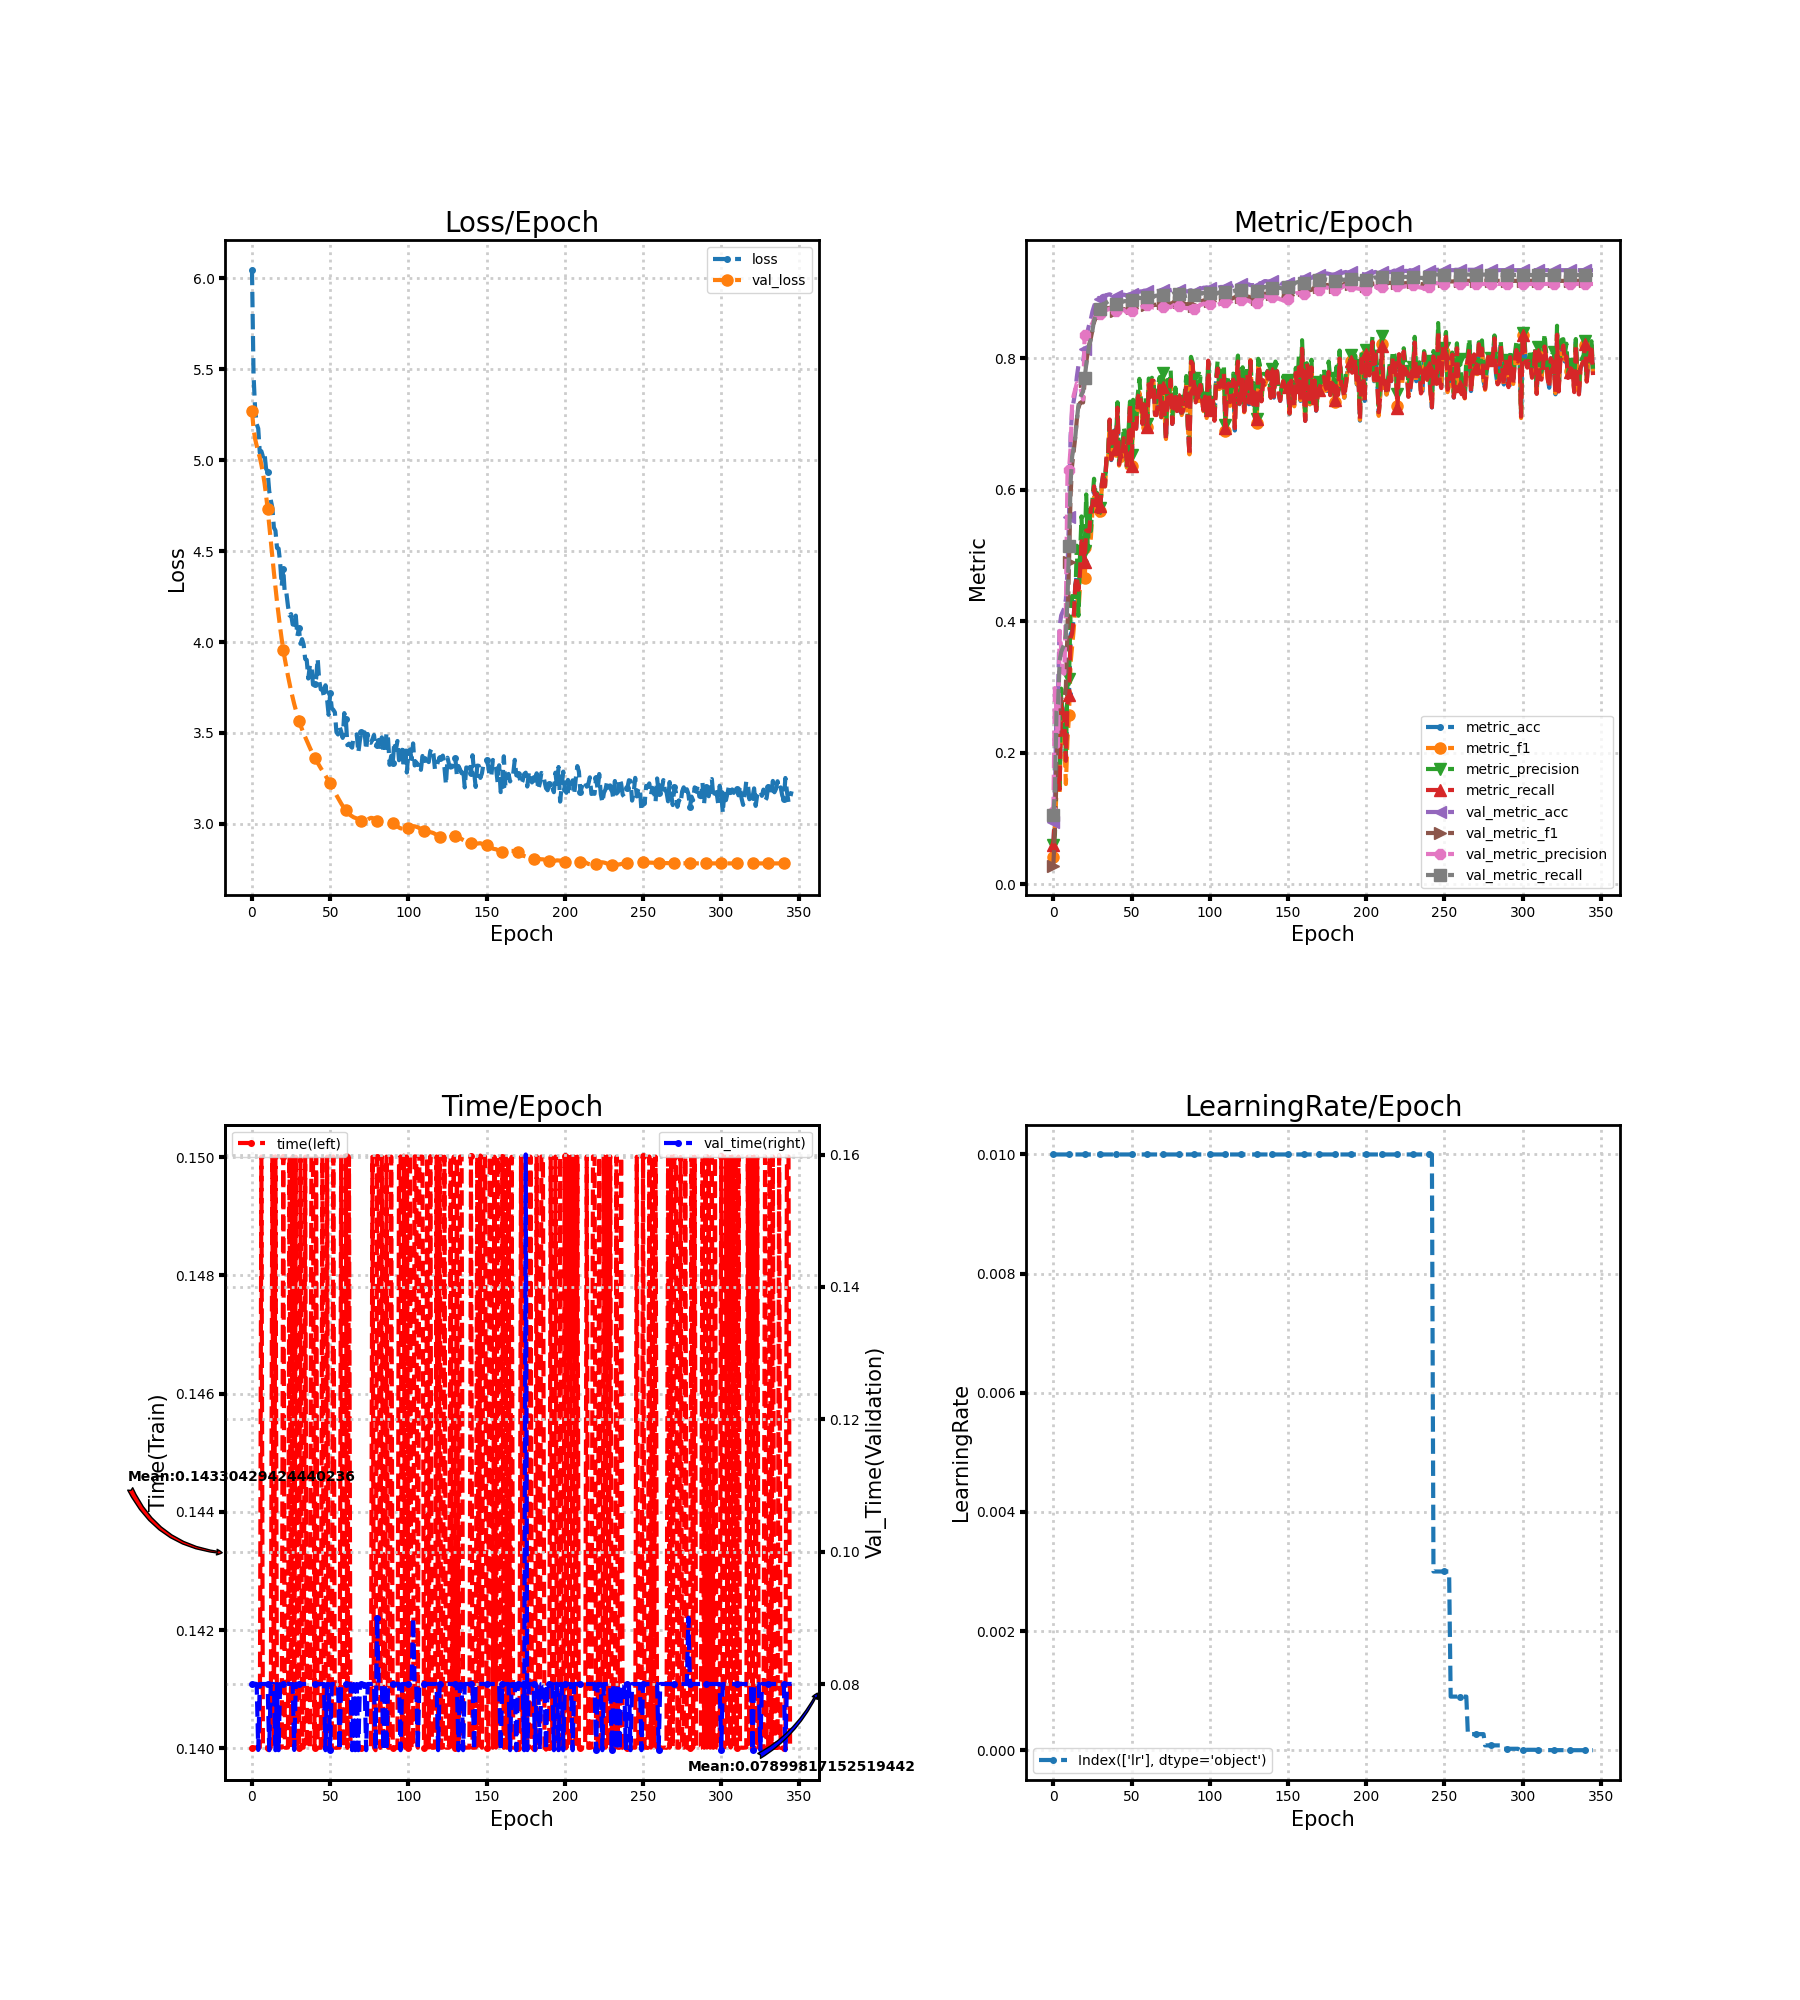 Loss/Epoch
loss
val_loss
6.0
5.5
5.0
4.5
4.0
3.5
3.0
Loss
0 50 100 150 200 250 300 350
Epoch
Metric/Epoch
0.8
0.6
0.4
0.2
0.0
Metric
metric_acc
metric_f1
metric_precision
metric_recall
val_metric_acc
val_metric_f1
val_metric_precision
val_metric_recall
0 50 100 150 200 250 300 350
Epoch
Time/Epoch
time(left)
val_time(right)
0.150
0.148
0.146
0.144
0.142
0.140
Time(Train)
Mean:0.14330429424440236
0.16
0.14
0.12
0.10
0.08
Val_Time(Validation)
Mean:0.07899817152519442
0 50 100 150 200 250 300 350
Epoch
LearningRate/Epoch
0.010
0.008
0.006
0.004
0.002
0.000
LearningRate
Index(['lr'], dtype='object')
0 50 100 150 200 250 300 350
Epoch